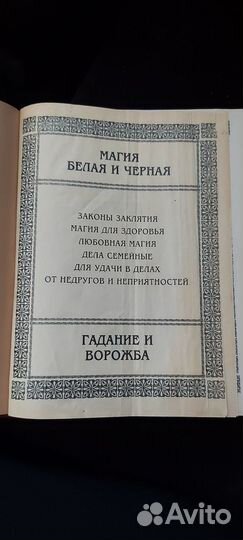 МАГИЯ
БЕЛАЯ И ЧЕРНАЯ
ЗАКОНЫ ЗАКЛЯТИЯ
МАГИЯ ДЛЯ ЗДОРОВЬЯ
ЛЮБОВНАЯ МАГИЯ
ДЕЛА СЕМЕЙНЫЕ
ДЛЯ УДАЧИ В ДЕЛАХ
ОТ НЕДРУГОВ И НЕПРИЯТНОСТЕЙ
ГАДАНИЕ И
ВОРОЖБА
Avito